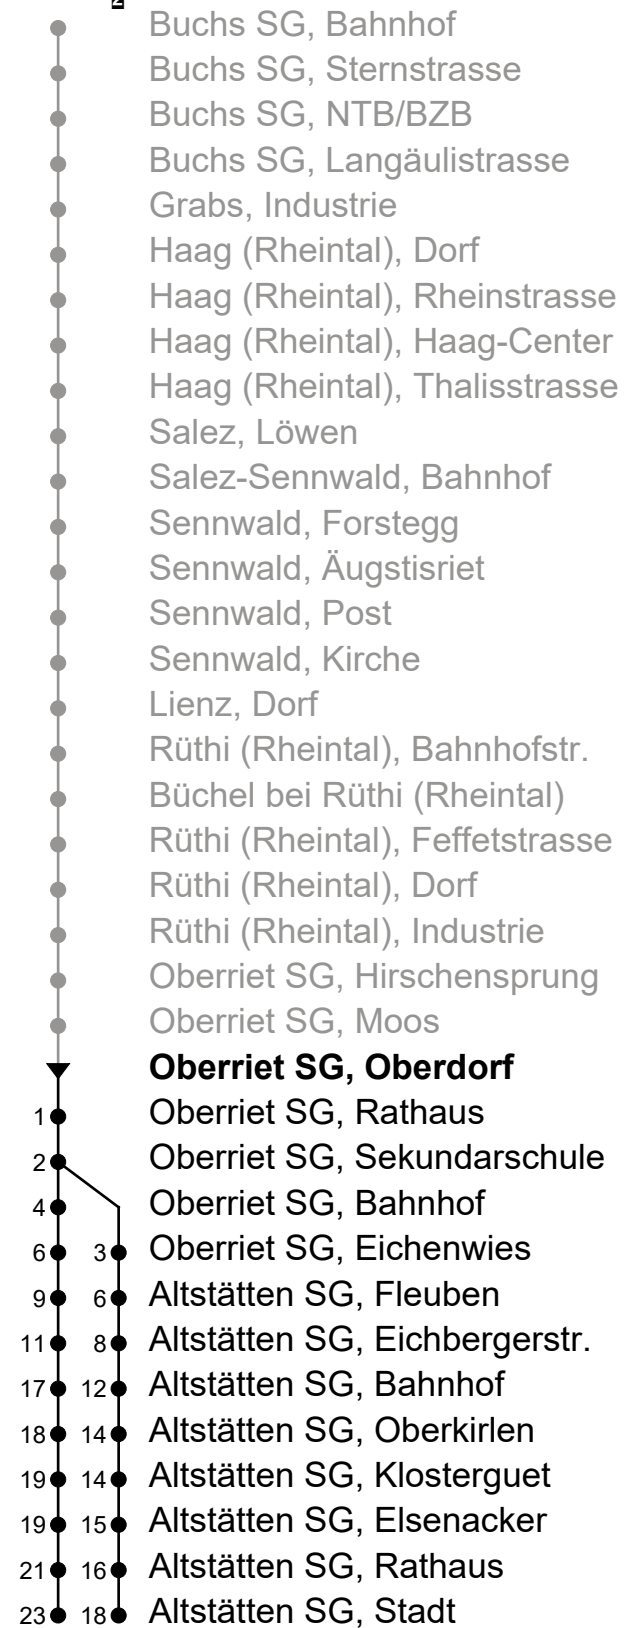 Buchs SG, Bahnhof
Buchs SG, Sternstrasse
Buchs SG, NTB/BZB
Buchs SG, Langäulistrasse
Grabs, Industrie
Haag (Rheintal), Dorf
Haag (Rheintal), Rheinstrasse
Haag (Rheintal), Haag-Center
Haag (Rheintal), Thalisstrasse
Salez, Löwen
Salez-Sennwald, Bahnhof
Sennwald, Forstegg
Sennwald, Äugstisriet
Sennwald, Post
Sennwald, Kirche
Lienz, Dorf
Rüthi (Rheintal), Bahnhofstr.
Büchel bei Rüthi (Rheintal)
Rüthi (Rheintal), Feffetstrasse
Rüthi (Rheintal), Dorf
Rüthi (Rheintal), Industrie
Oberriet SG, Hirschensprung
Oberriet SG, Moos
Oberriet SG, Oberdorf
1 Oberriet SG, Rathaus
2 Oberriet SG, Sekundarschule
4 Oberriet SG, Bahnhof
6 3 Oberriet SG, Eichenwies
9 6 Altstätten SG, Fleuben
11 8 Altstätten SG, Eichbergerstr.
17 12 Altstätten SG, Bahnhof
18 14 Altstätten SG, Oberkirlen
19 14 Altstätten SG, Klosterguet
19 15 Altstätten SG, Elsenacker
21 16 Altstätten SG, Rathaus
23 18 Altstätten SG, Stadt